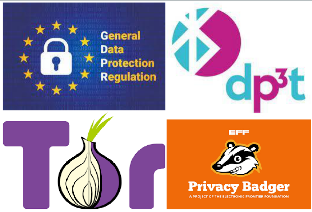 General
Data
Protection
Regulation
dp³t
Tor
EFF
Privacy Badger
A PROJECT OF THE ELECTRONIC FRONTIER FOUNDATION